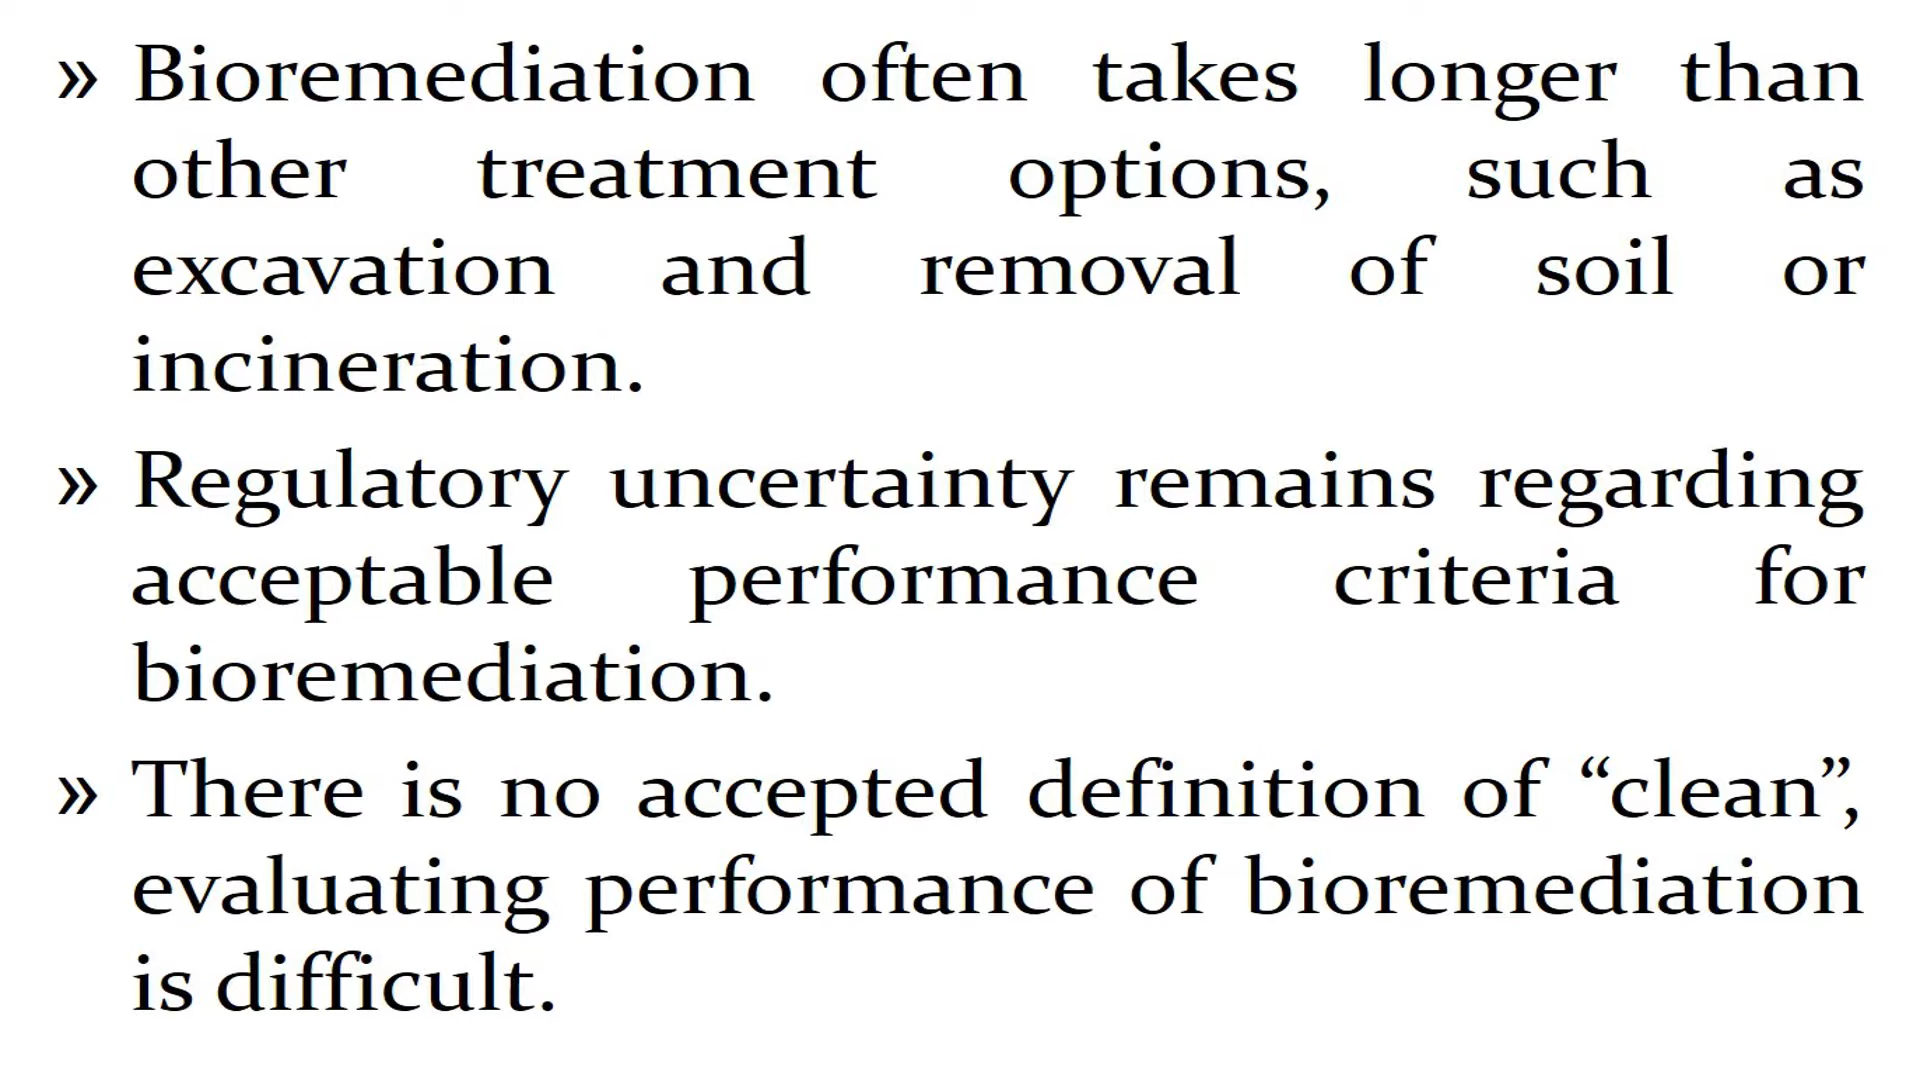 » Bioremediation often takes longer than
other treatment options, such as
excavation and removal of soil or
incineration.
» Regulatory uncertainty remains regarding
acceptable performance criteria for
bioremediation.
» There is no accepted definition of “clean”,
evaluating performance of bioremediation
is difficult.